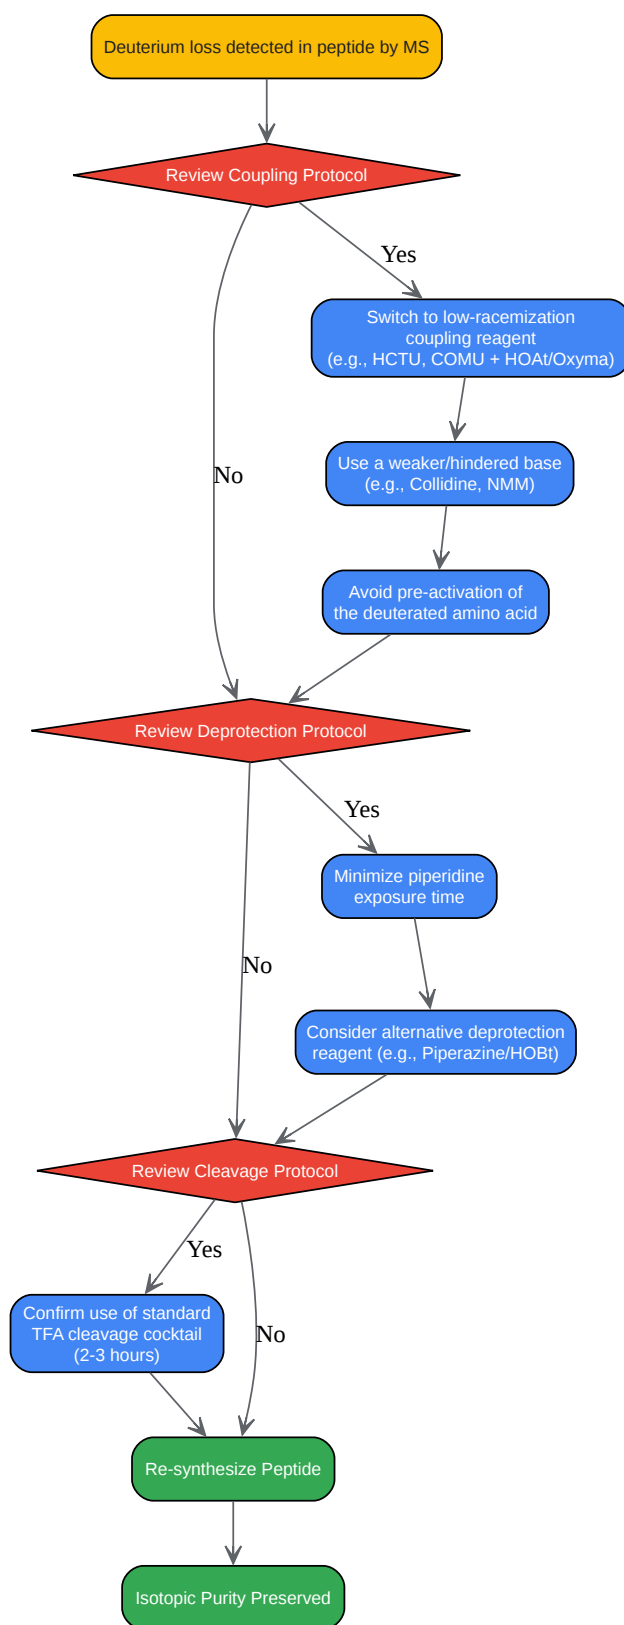 Deuterium loss detected in peptide by MS
Review Coupling Protocol
Yes
Switch to low-racemization
coupling reagent
(e.g., HCTU, COMU + HOAt/Oxyma)
No
Use a weaker/hindered base
(e.g., Collidine, NMM)
Avoid pre-activation of
the deuterated amino acid
Review Deprotection Protocol
Yes
Minimize piperidine
exposure time
No
Consider alternative deprotection
reagent (e.g., Piperazine/HOBt)
Review Cleavage Protocol
Yes
Confirm use of standard
TFA cleavage cocktail
(2-3 hours)
No
Re-synthesize Peptide
Isotopic Purity Preserved